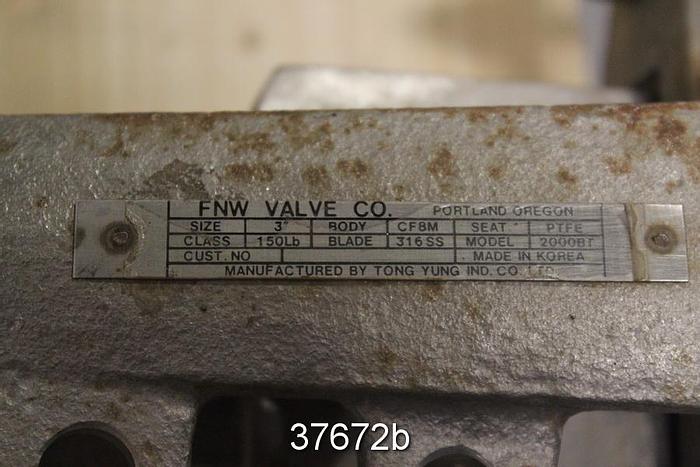 FNW VALVE CO. PORTLAND OREGON
SIZE 3" BODY CF8M SEAT PTFE
CLASS 150Lb BLADE 316SS MODEL 2000BT
CUST. NO MADE IN KOREA
MANUFACTURED BY TONG YUNG IND. CO. LTD.
37672b